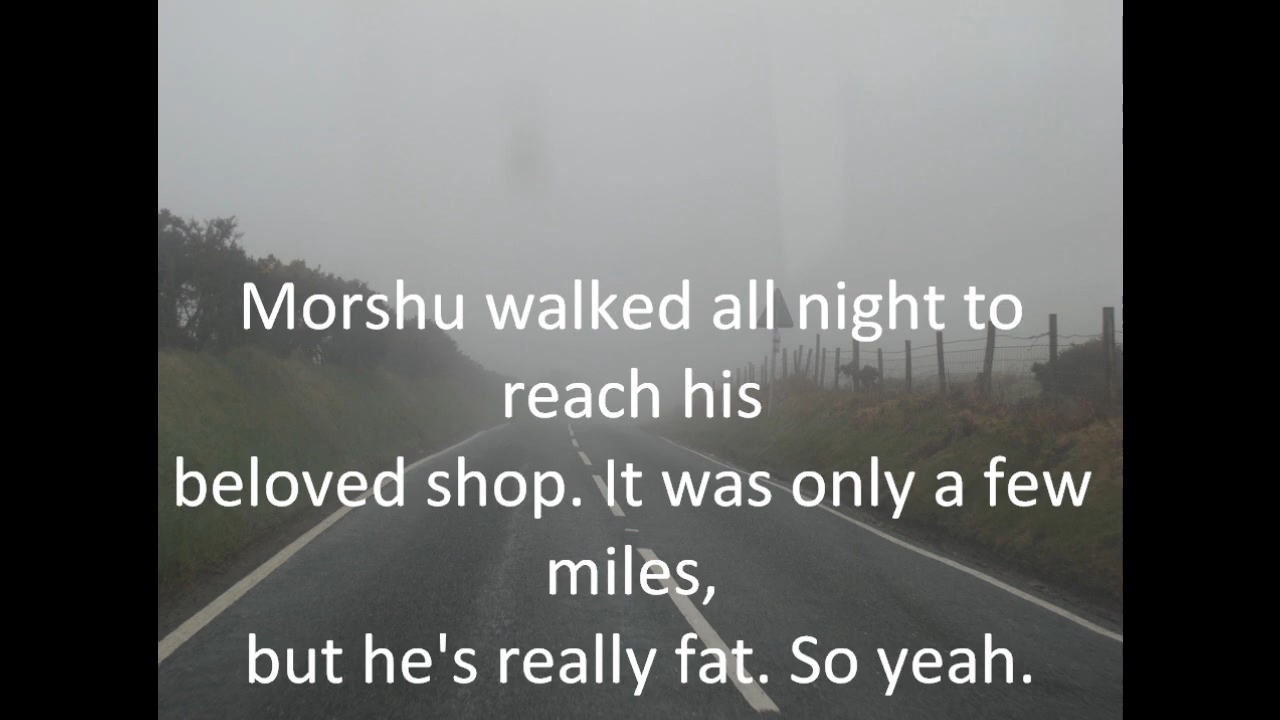 Morshu walked all night to
reach his
beloved shop. It was only a few
miles,
but he's really fat. So yeah.